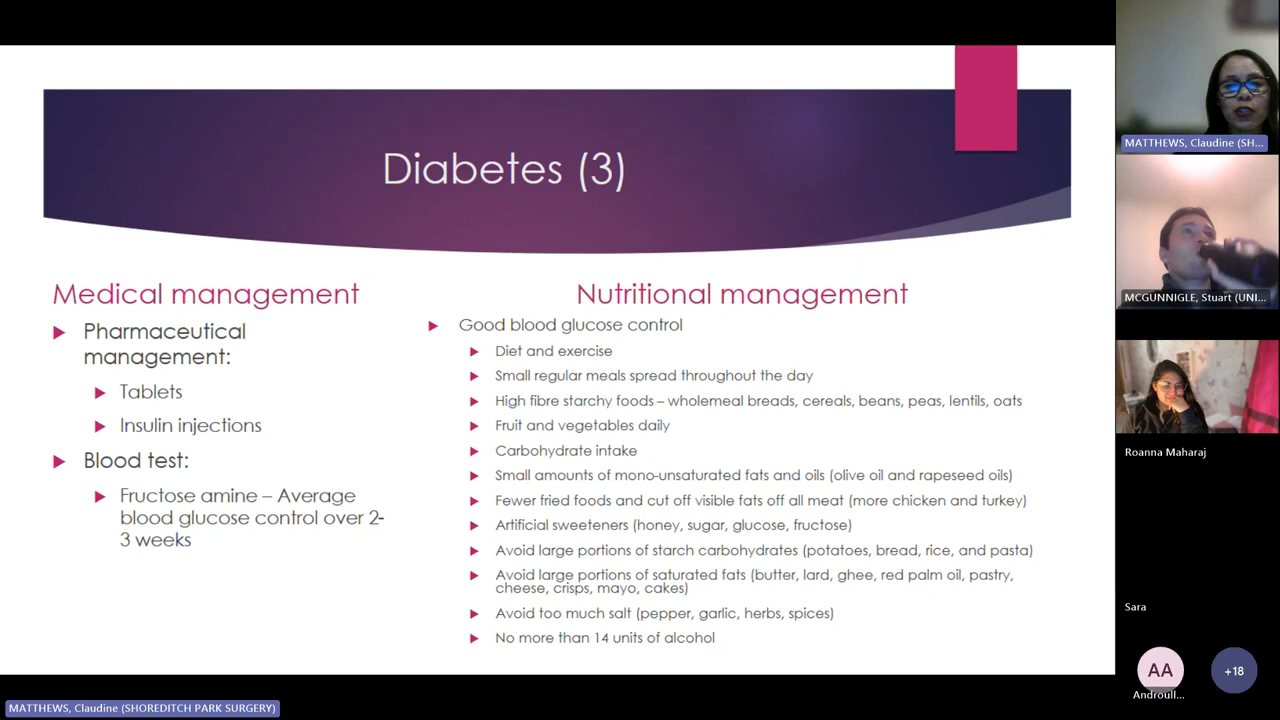 Diabetes (3)
Medical management
Pharmaceutical
management:
Tablets
Insulin injections
Blood test:
Fructose amine – Average
blood glucose control over 2-
3 weeks
Nutritional management
Good blood glucose control
Diet and exercise
Small regular meals spread throughout the day
High fibre starchy foods – wholemeal breads, cereals, beans, peas, lentils, oats
Fruit and vegetables daily
Carbohydrate intake
Small amounts of mono-unsaturated fats and oils (olive oil and rapeseed oils)
Fewer fried foods and cut off visible fats off all meat (more chicken and turkey)
Artificial sweeteners (honey, sugar, glucose, fructose)
Avoid large portions of starch carbohydrates (potatoes, bread, rice, and pasta)
Avoid large portions of saturated fats (butter, lard, ghee, red palm oil, pastry,
cheese, crisps, mayo, cakes)
Avoid too much salt (pepper, garlic, herbs, spices)
No more than 14 units of alcohol
MATTHEWS, Claudine (SH...
MCGUNNIGLE, Stuart (UNI...
Roanna Maharaj
Sara
AA
Androull...
+18
MATTHEWS, Claudine (SHOREDITCH PARK SURGERY)